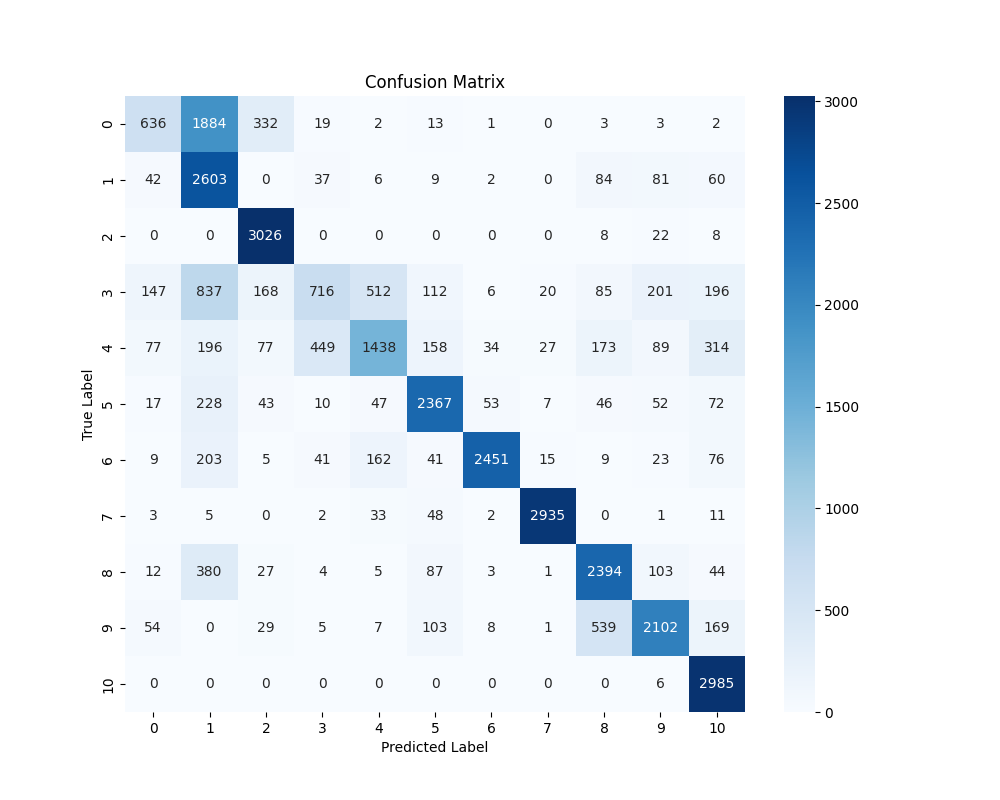 Confusion Matrix
True Label
0 636 1884 332 19 2 13 1 0 3 3 2
1 42 2603 0 37 6 9 2 0 84 81 60
2 0 0 3026 0 0 0 0 0 8 22 8
3 147 837 168 716 512 112 6 20 85 201 196
4 77 196 77 449 1438 158 34 27 173 89 314
5 17 228 43 10 47 2367 53 7 46 52 72
6 9 203 5 41 162 41 2451 15 9 23 76
7 3 5 0 2 33 48 2 2935 0 1 11
8 12 380 27 4 5 87 3 1 2394 103 44
9 54 0 29 5 7 103 8 1 539 2102 169
10 0 0 0 0 0 0 0 0 0 6 2985
0 1 2 3 4 5 6 7 8 9 10
Predicted Label
3000
2500
2000
1500
1000
500
0